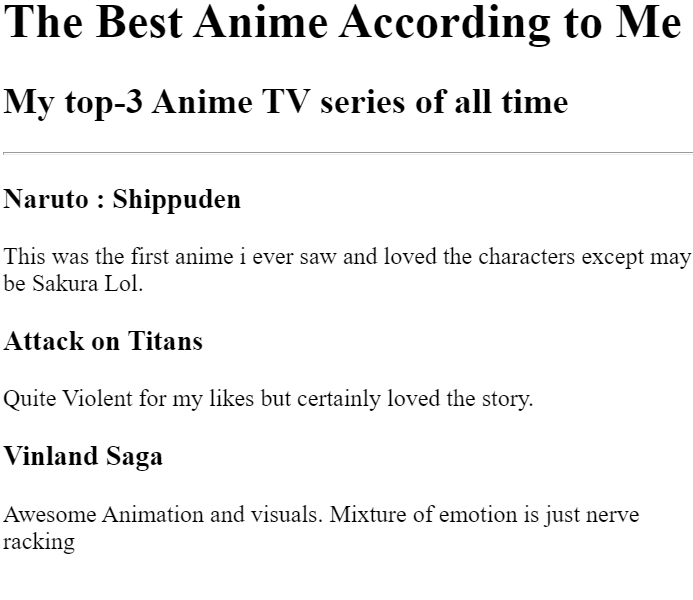 The Best Anime According to Me
My top-3 Anime TV series of all time
Naruto : Shippuden
This was the first anime i ever saw and loved the characters except may
be Sakura Lol.
Attack on Titans
Quite Violent for my likes but certainly loved the story.
Vinland Saga
Awesome Animation and visuals. Mixture of emotion is just nerve
racking